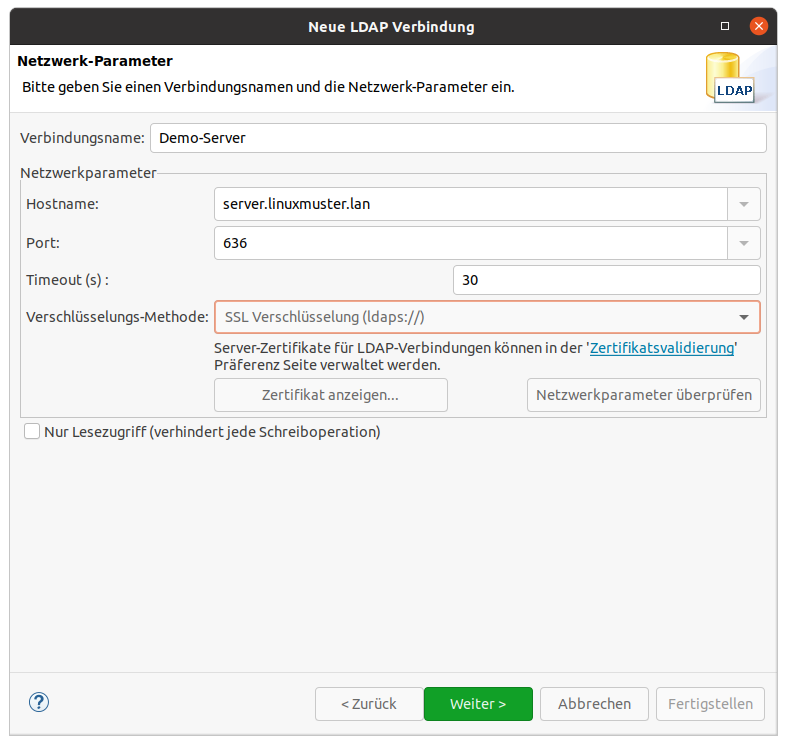 Neue LDAP Verbindung
Netzwerk-Parameter
Bitte geben Sie einen Verbindungsnamen und die Netzwerk-Parameter ein.
LDAP
Verbindungsname: Demo-Server
Netzwerkparameter
Hostname: server.linuxmuster.lan
Port: 636
Timeout (s) : 30
Verschlüsselungs-Methode: SSL Verschlüsselung (ldaps://)
Server-Zertifikate für LDAP-Verbindungen können in der 'Zertifikatsvalidierung'
Präferenz Seite verwaltet werden.
Zertifikat anzeigen... Netzwerkparameter überprüfen
Nur Lesezugriff (verhindert jede Schreiboperation)
? < Zurück Weiter > Abbrechen Fertigstellen